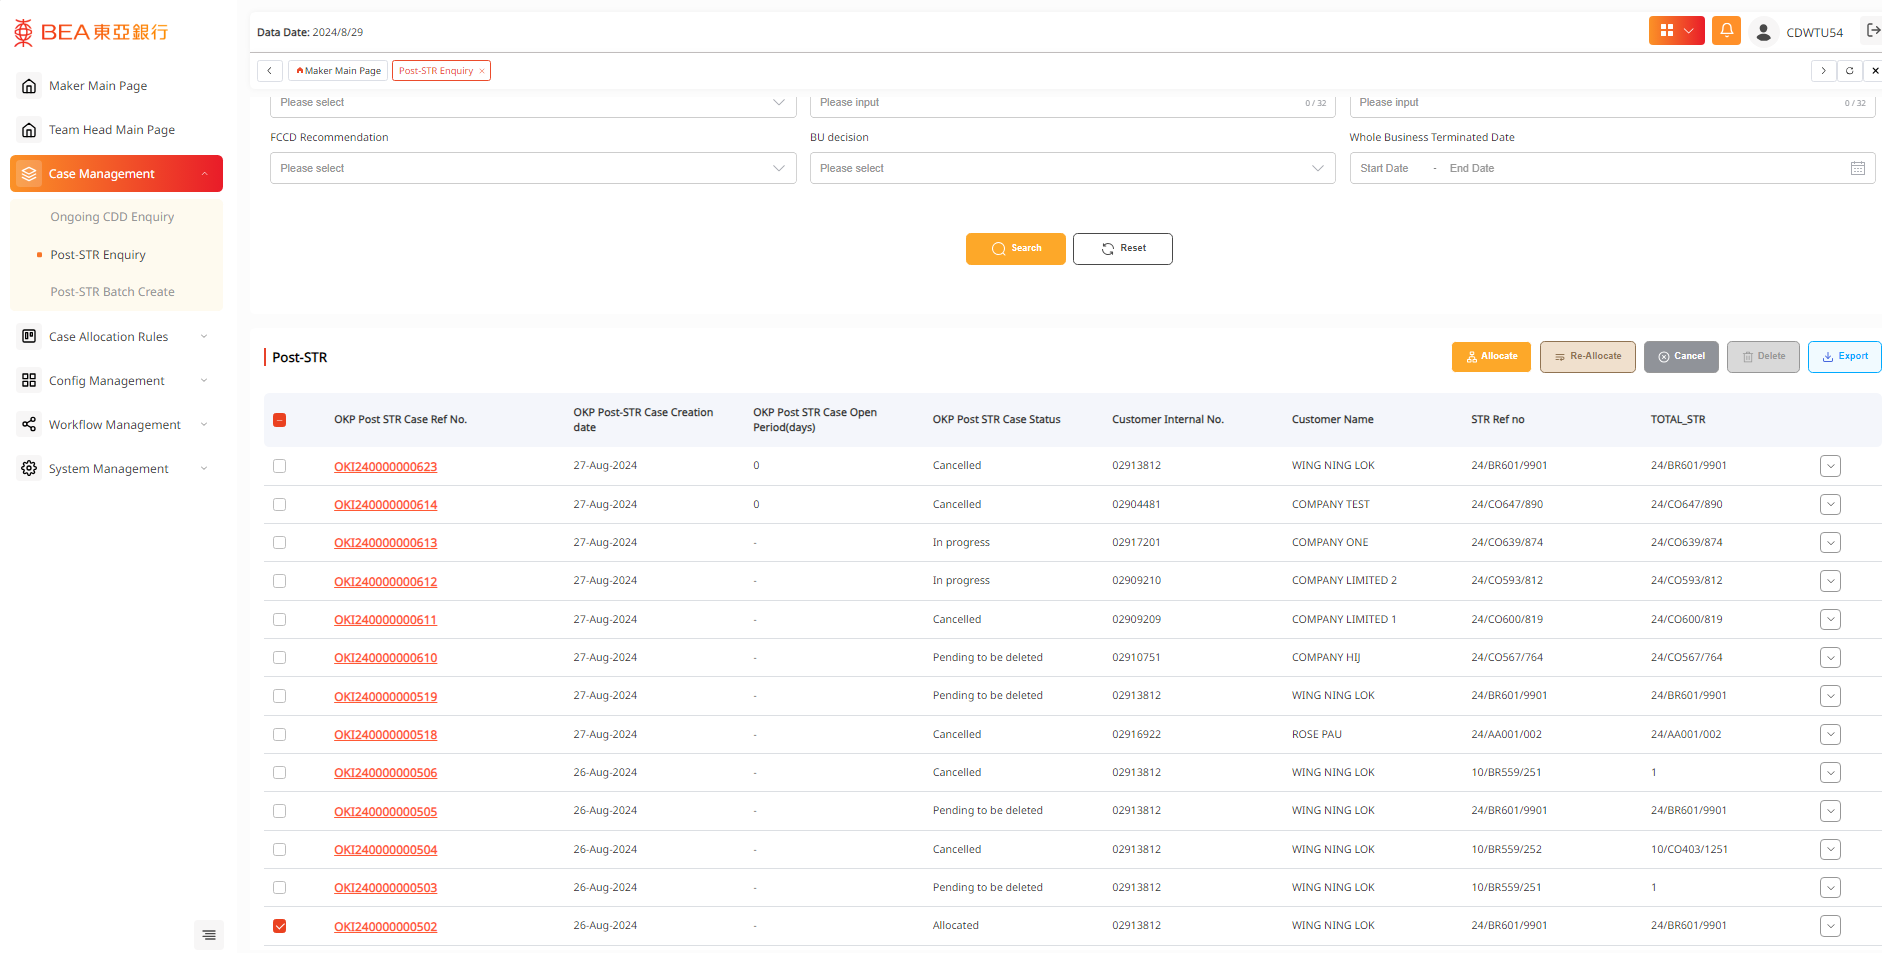 BEA東亞銀行
Data Date: 2024/8/29
CDWTU54
Maker Main Page
Post-STR Enquiry ×
Maker Main Page
Team Head Main Page
Case Management
Ongoing CDD Enquiry
Post-STR Enquiry
Post-STR Batch Create
Case Allocation Rules
Config Management
Workflow Management
System Management
Please select
Please input 0 / 32
Please input 0 / 32
FCCD Recommendation
BU decision
Whole Business Terminated Date
Please select
Please select
Start Date - End Date
Search
Reset
Post-STR
Allocate
Re-Allocate
Cancel
Delete
Export
OKP Post STR Case Ref No. OKP Post-STR Case Creation date OKP Post STR Case Open Period(days) OKP Post STR Case Status Customer Internal No. Customer Name STR Ref no TOTAL_STR
OKI240000000623 27-Aug-2024 0 Cancelled 02913812 WING NING LOK 24/BR601/9901 24/BR601/9901
OKI240000000614 27-Aug-2024 0 Cancelled 02904481 COMPANY TEST 24/CO647/890 24/CO647/890
OKI240000000613 27-Aug-2024 - In progress 02917201 COMPANY ONE 24/CO639/874 24/CO639/874
OKI240000000612 27-Aug-2024 - In progress 02909210 COMPANY LIMITED 2 24/CO593/812 24/CO593/812
OKI240000000611 27-Aug-2024 - Cancelled 02909209 COMPANY LIMITED 1 24/CO600/819 24/CO600/819
OKI240000000610 27-Aug-2024 - Pending to be deleted 02910751 COMPANY HIJ 24/CO567/764 24/CO567/764
OKI240000000519 27-Aug-2024 - Pending to be deleted 02913812 WING NING LOK 24/BR601/9901 24/BR601/9901
OKI240000000518 27-Aug-2024 - Cancelled 02916922 ROSE PAU 24/AA001/002 24/AA001/002
OKI240000000506 26-Aug-2024 - Cancelled 02913812 WING NING LOK 10/BR559/251 1
OKI240000000505 26-Aug-2024 - Pending to be deleted 02913812 WING NING LOK 24/BR601/9901 24/BR601/9901
OKI240000000504 26-Aug-2024 - Cancelled 02913812 WING NING LOK 10/BR559/252 10/CO403/1251
OKI240000000503 26-Aug-2024 - Pending to be deleted 02913812 WING NING LOK 10/BR559/251 1
OKI240000000502 26-Aug-2024 - Allocated 02913812 WING NING LOK 24/BR601/9901 24/BR601/9901